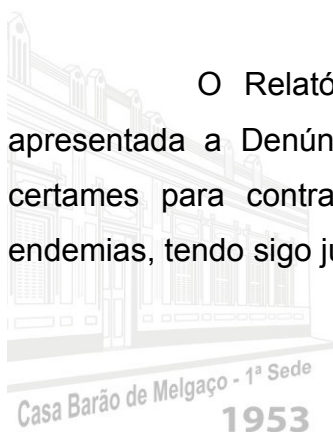 O Relató
apresentada a Denún
certames para contra
endemias, tendo sigo ju
Casa Barão de Melgaço - 1ª Sede
1953